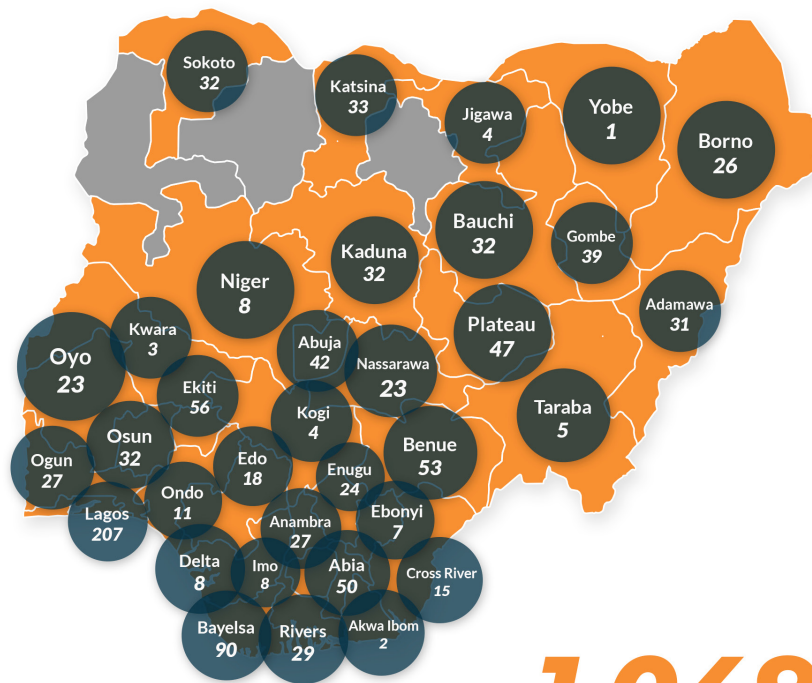 Sokoto
32
Katsina
33
Jigawa
4
Yobe
1
Borno
26
Bauchi
32
Gombe
39
Kaduna
32
Niger
8
Adamawa
31
Plateau
47
Kwara
3
Abuja
42
Nassarawa
23
Oyo
23
Ekiti
56
Taraba
5
Kogi
4
Osun
32
Benue
53
Ogun
27
Edo
18
Enugu
24
Ondo
11
Lagos
207
Anambra
27
Ebonyi
7
Delta
8
Imo
8
Abia
50
Cross River
15
Bayelsa
90
Rivers
29
Akwa Ibom
2